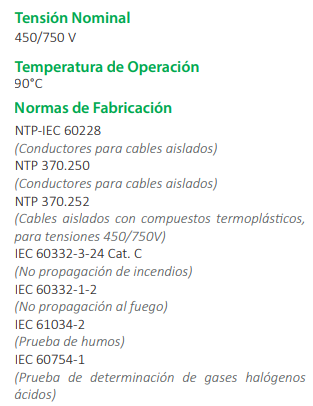 Tensión Nominal
450/750 V
Temperatura de Operación
90°C
Normas de Fabricación
NTP-IEC 60228
(Conductores para cables aislados)
NTP 370.250
(Conductores para cables aislados)
NTP 370.252
(Cables aislados con compuestos termoplásticos,
para tensiones 450/750V)
IEC 60332-3-24 Cat. C
(No propagación de incendios)
IEC 60332-1-2
(No propagación al fuego)
IEC 61034-2
(Prueba de humos)
IEC 60754-1
(Prueba de determinación de gases halógenos
ácidos)